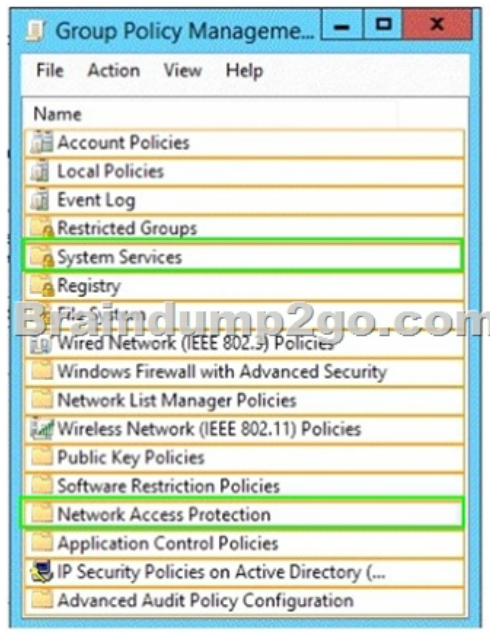 Group Policy Manageme...
File Action View Help
Name
Account Policies
Local Policies
Event Log
Restricted Groups
System Services
Registry
File System
Braindump2go.com
Wired Network (IEEE 802.3) Policies
Windows Firewall with Advanced Security
Network List Manager Policies
Wireless Network (IEEE 802.11) Policies
Public Key Policies
Software Restriction Policies
Network Access Protection
Application Control Policies
IP Security Policies on Active Directory (...
Advanced Audit Policy Configuration